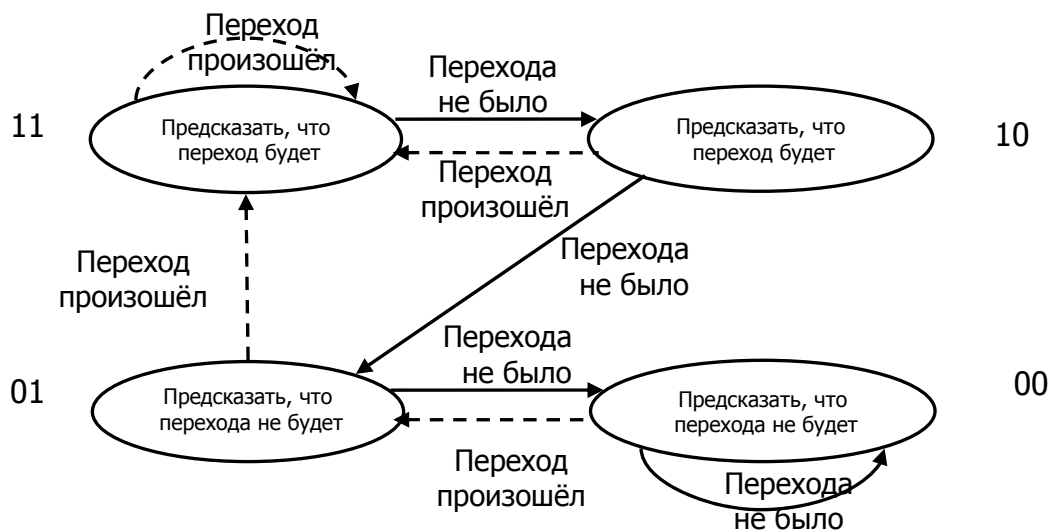 Переход
произошёл
Перехода
не было
11
Предсказать, что
переход будет
Предсказать, что
переход будет
10
Переход
произошёл
Переход
произошёл
Перехода
не было
Перехода
не было
01
Предсказать, что
перехода не будет
Предсказать, что
перехода не будет
00
Переход
произошёл
Перехода
не было